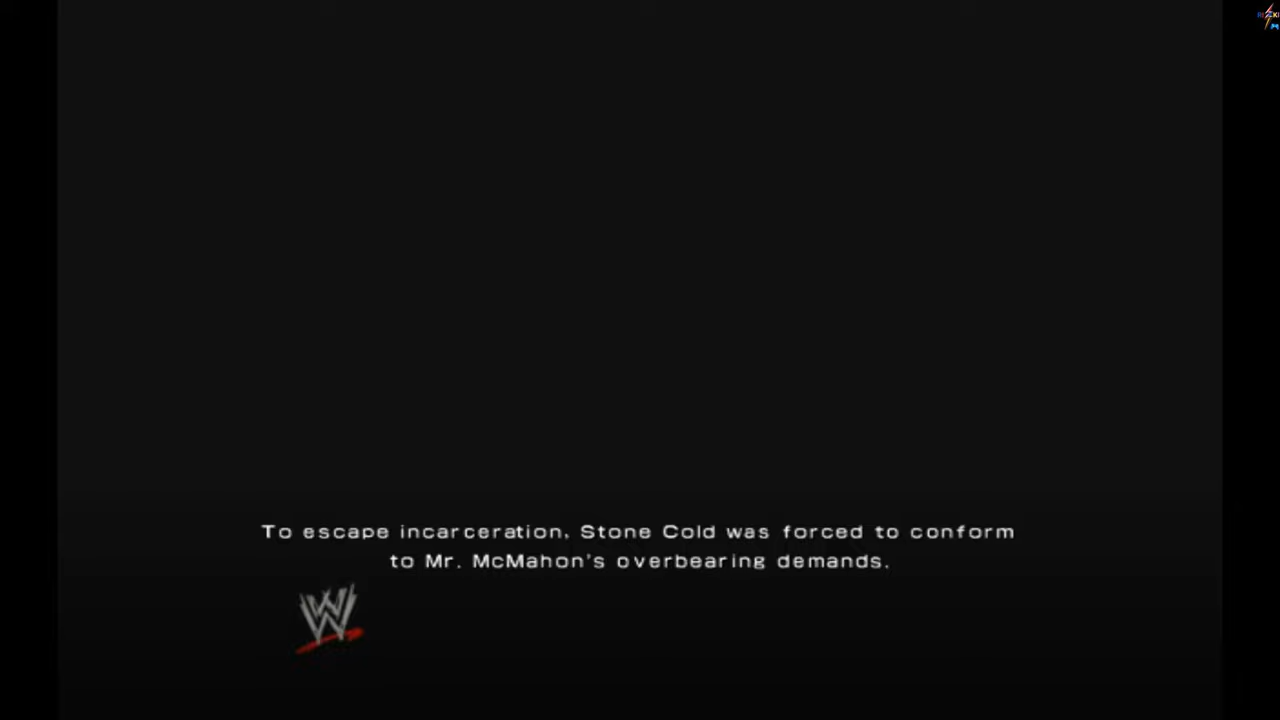 To escape incarceration, Stone Cold was forced to conform
to Mr. McMahon's overbearing demands.
W